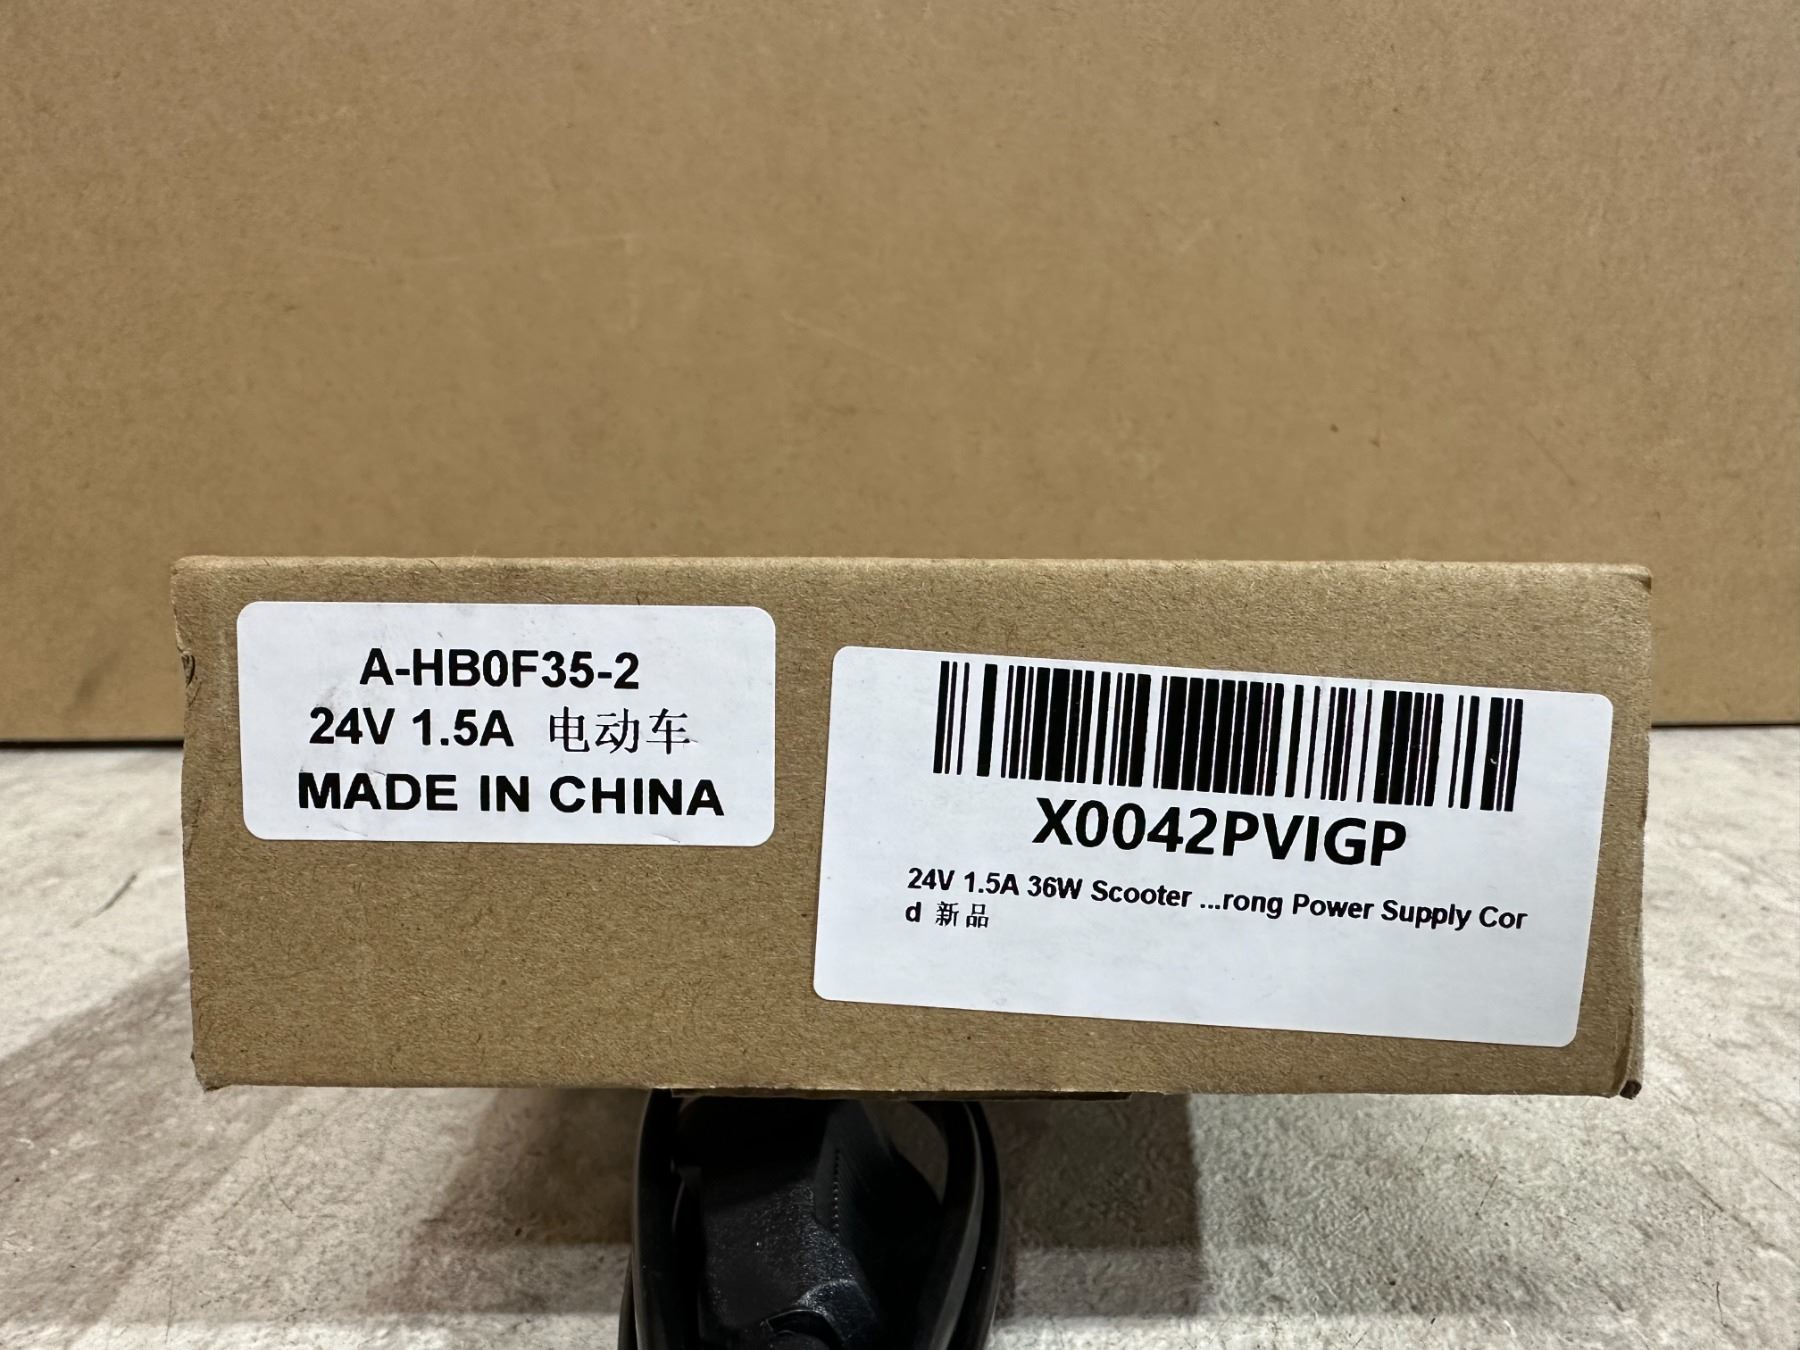 A-HB0F35-2
24V 1.5A 电动车
MADE IN CHINA
X0042PVIGP
24V 1.5A 36W Scooter ...rong Power Supply Cor
d 新品